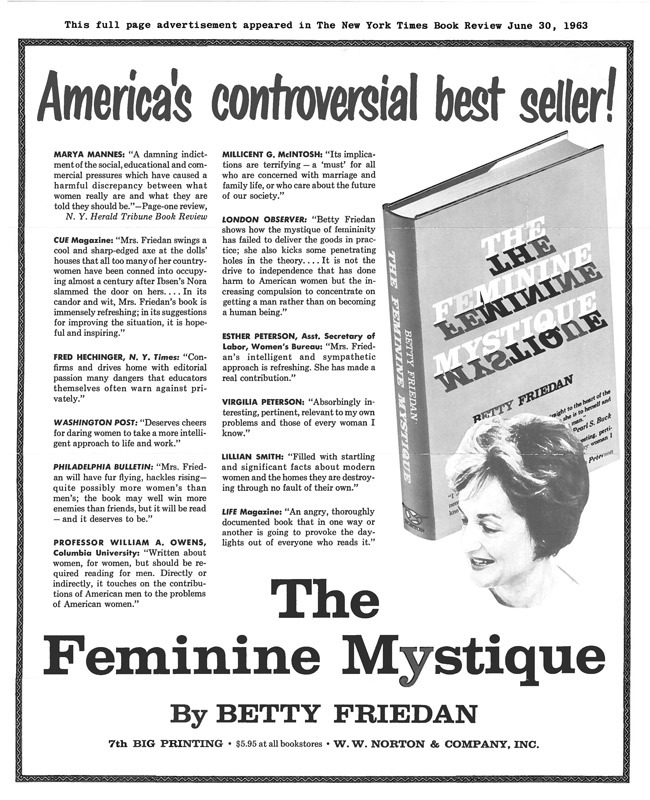 This full page advertisement appeared in The New York Times Book Review June 30, 1963
America's controversial best seller!
MARYA MANNES: "A damning indict-
ment of the social, educational and com-
mercial pressures which have caused a
harmful discrepancy between what
women really are and what they are
told they should be."—Page-one review,
N. Y. Herald Tribune Book Review
CUE Magazine: "Mrs. Friedan swings a
cool and sharp-edged axe at the dolls'
houses that all too many of her country-
women have been conned into occupy-
ing almost a century after Ibsen's Nora
slammed the door on hers. . . . In its
candor and wit, Mrs. Friedan's book is
immensely refreshing; in its suggestions
for improving the situation, it is hope-
ful and inspiring."
FRED HECHINGER, N. Y. Times: "Con-
firms and drives home with editorial
passion many dangers that educators
themselves often warn against pri-
vately."
WASHINGTON POST: "Deserves cheers
for daring women to take a more intelli-
gent approach to life and work."
PHILADELPHIA BULLETIN: "Mrs. Fried-
an will have fur flying, hackles rising—
quite possibly more women's than
men's; the book may well win more
enemies than friends, but it will be read
— and it deserves to be."
PROFESSOR WILLIAM A. OWENS,
Columbia University: "Written about
women, for women, but should be re-
quired reading for men. Directly or
indirectly, it touches on the contribu-
tions of American men to the problems
of American women."
MILLICENT G. McINTOSH: "Its implica-
tions are terrifying — a 'must' for all
who are concerned with marriage and
family life, or who care about the future
of our society."
LONDON OBSERVER: "Betty Friedan
shows how the mystique of femininity
has failed to deliver the goods in prac-
tice; she also kicks some penetrating
holes in the theory. . . . It is not the
drive to independence that has done
harm to American women but the in-
creasing compulsion to concentrate on
getting a man rather than on becoming
a human being."
ESTHER PETERSON, Asst. Secretary of
Labor, Women's Bureau: "Mrs. Fried-
an's intelligent and sympathetic
approach is refreshing. She has made a
real contribution."
VIRGILIA PETERSON: "Absorbingly in-
teresting, pertinent, relevant to my own
problems and those of every woman I
know."
LILLIAN SMITH: "Filled with startling
and significant facts about modern
women and the homes they are destroy-
ing through no fault of their own."
LIFE Magazine: "An angry, thoroughly
documented book that in one way or
another is going to provoke the day-
lights out of everyone who reads it."
THE FEMININE MYSTIQUE
BETTY FRIEDAN
THE
THE
FEMININE
FEMININE
MYSTIQUE
MYSTIQUE
BETTY FRIEDAN
to the heart of the
she is to herself and
man."
Pearl S. Buck
Peterson
The
Feminine Mystique
By BETTY FRIEDAN
7th BIG PRINTING • $5.95 at all bookstores • W. W. NORTON & COMPANY, INC.